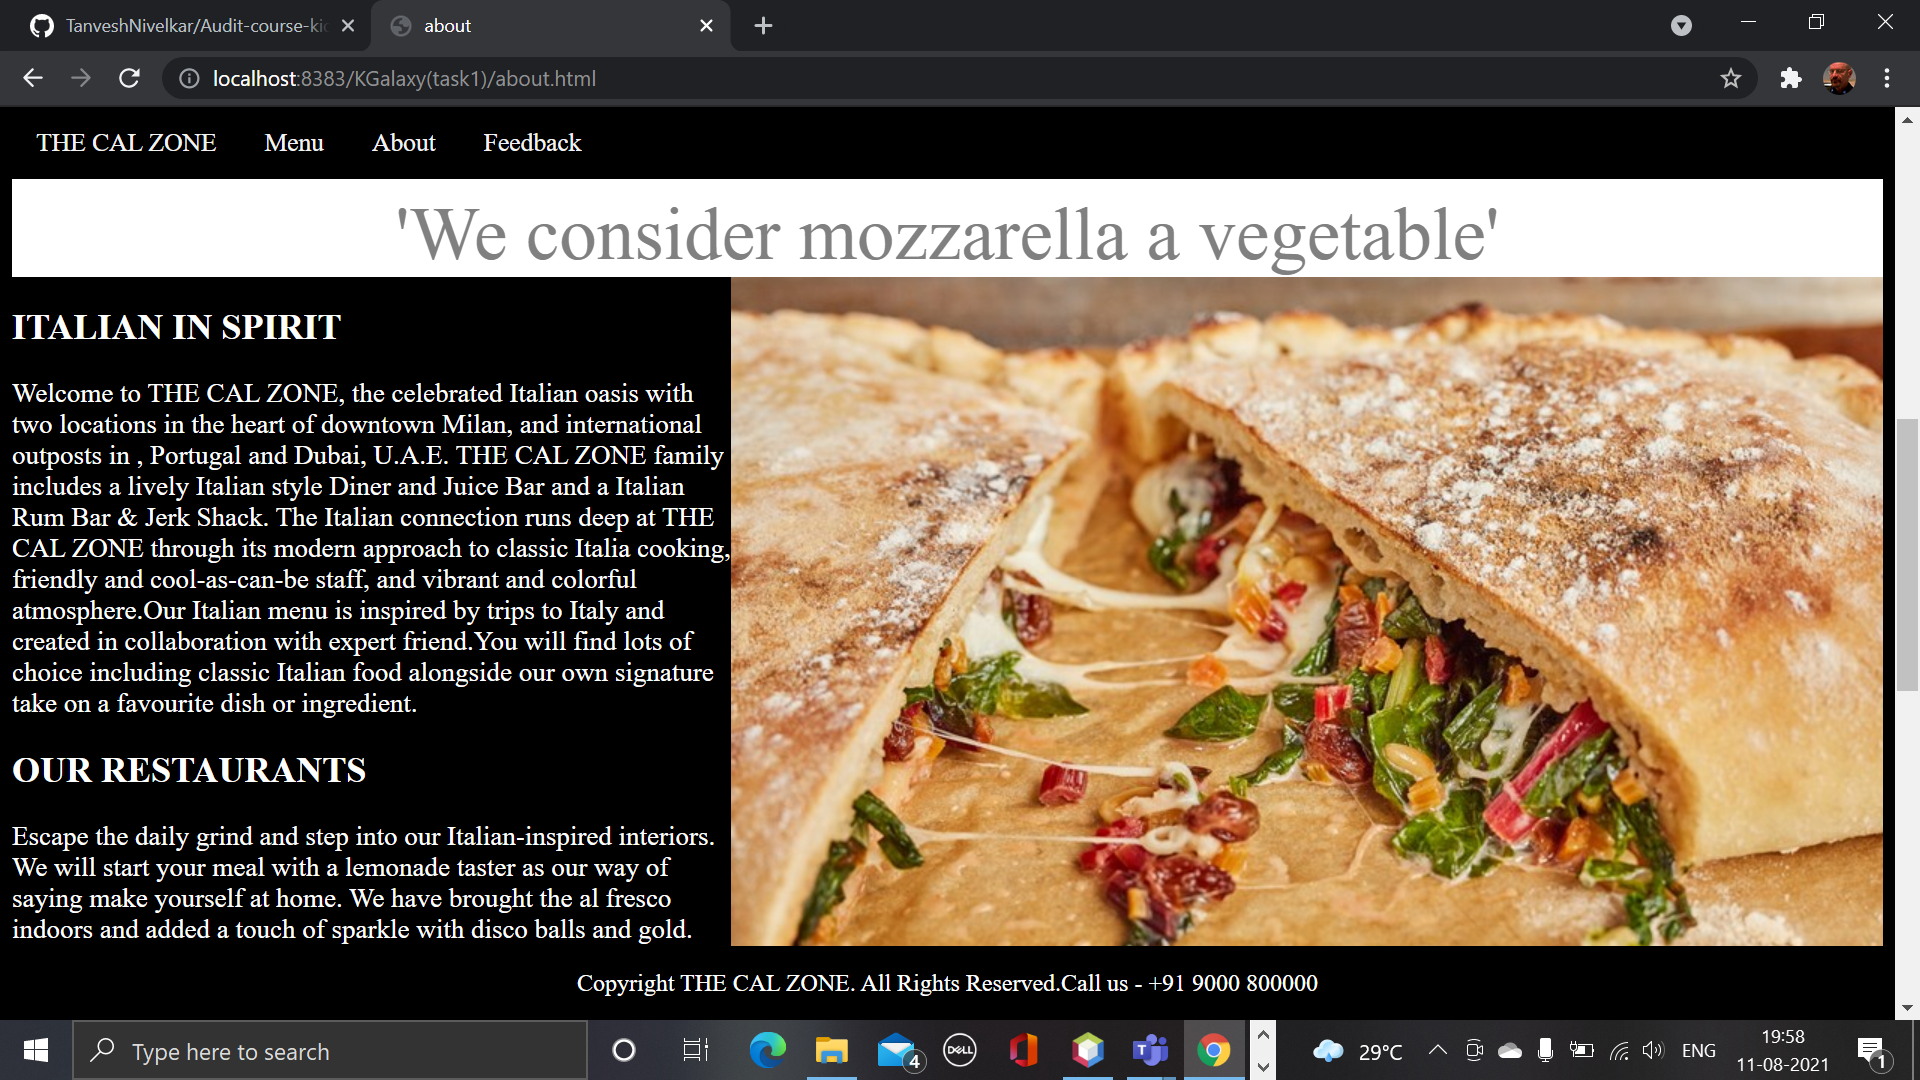 TanveshNivelkar/Audit-course-ki
about
localhost:8383/KGalaxy(task1)/about.html
THE CAL ZONE Menu About Feedback
'We consider mozzarella a vegetable'
ITALIAN IN SPIRIT
Welcome to THE CAL ZONE, the celebrated Italian oasis with
two locations in the heart of downtown Milan, and international
outposts in , Portugal and Dubai, U.A.E. THE CAL ZONE family
includes a lively Italian style Diner and Juice Bar and a Italian
Rum Bar & Jerk Shack. The Italian connection runs deep at THE
CAL ZONE through its modern approach to classic Italia cooking,
friendly and cool-as-can-be staff, and vibrant and colorful
atmosphere.Our Italian menu is inspired by trips to Italy and
created in collaboration with expert friend.You will find lots of
choice including classic Italian food alongside our own signature
take on a favourite dish or ingredient.
OUR RESTAURANTS
Escape the daily grind and step into our Italian-inspired interiors.
We will start your meal with a lemonade taster as our way of
saying make yourself at home. We have brought the al fresco
indoors and added a touch of sparkle with disco balls and gold.
Copyright THE CAL ZONE. All Rights Reserved.Call us - +91 9000 800000
Type here to search
4
DELL
29°C
ENG
19:58
11-08-2021
1